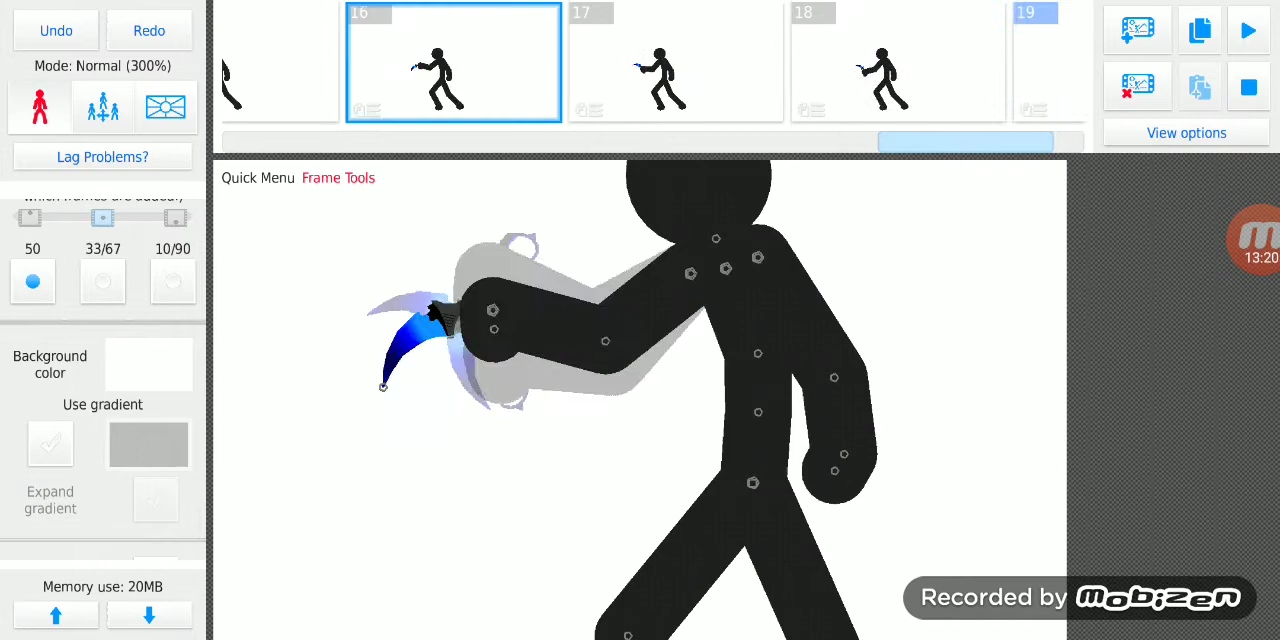 Undo
Redo
Mode: Normal (300%)
Lag Problems?
50
33/67
10/90
Background
color
Use gradient
Expand
gradient
Memory use: 20MB
16
17
18
19
View options
Quick Menu Frame Tools
13:20
Recorded by mobizen